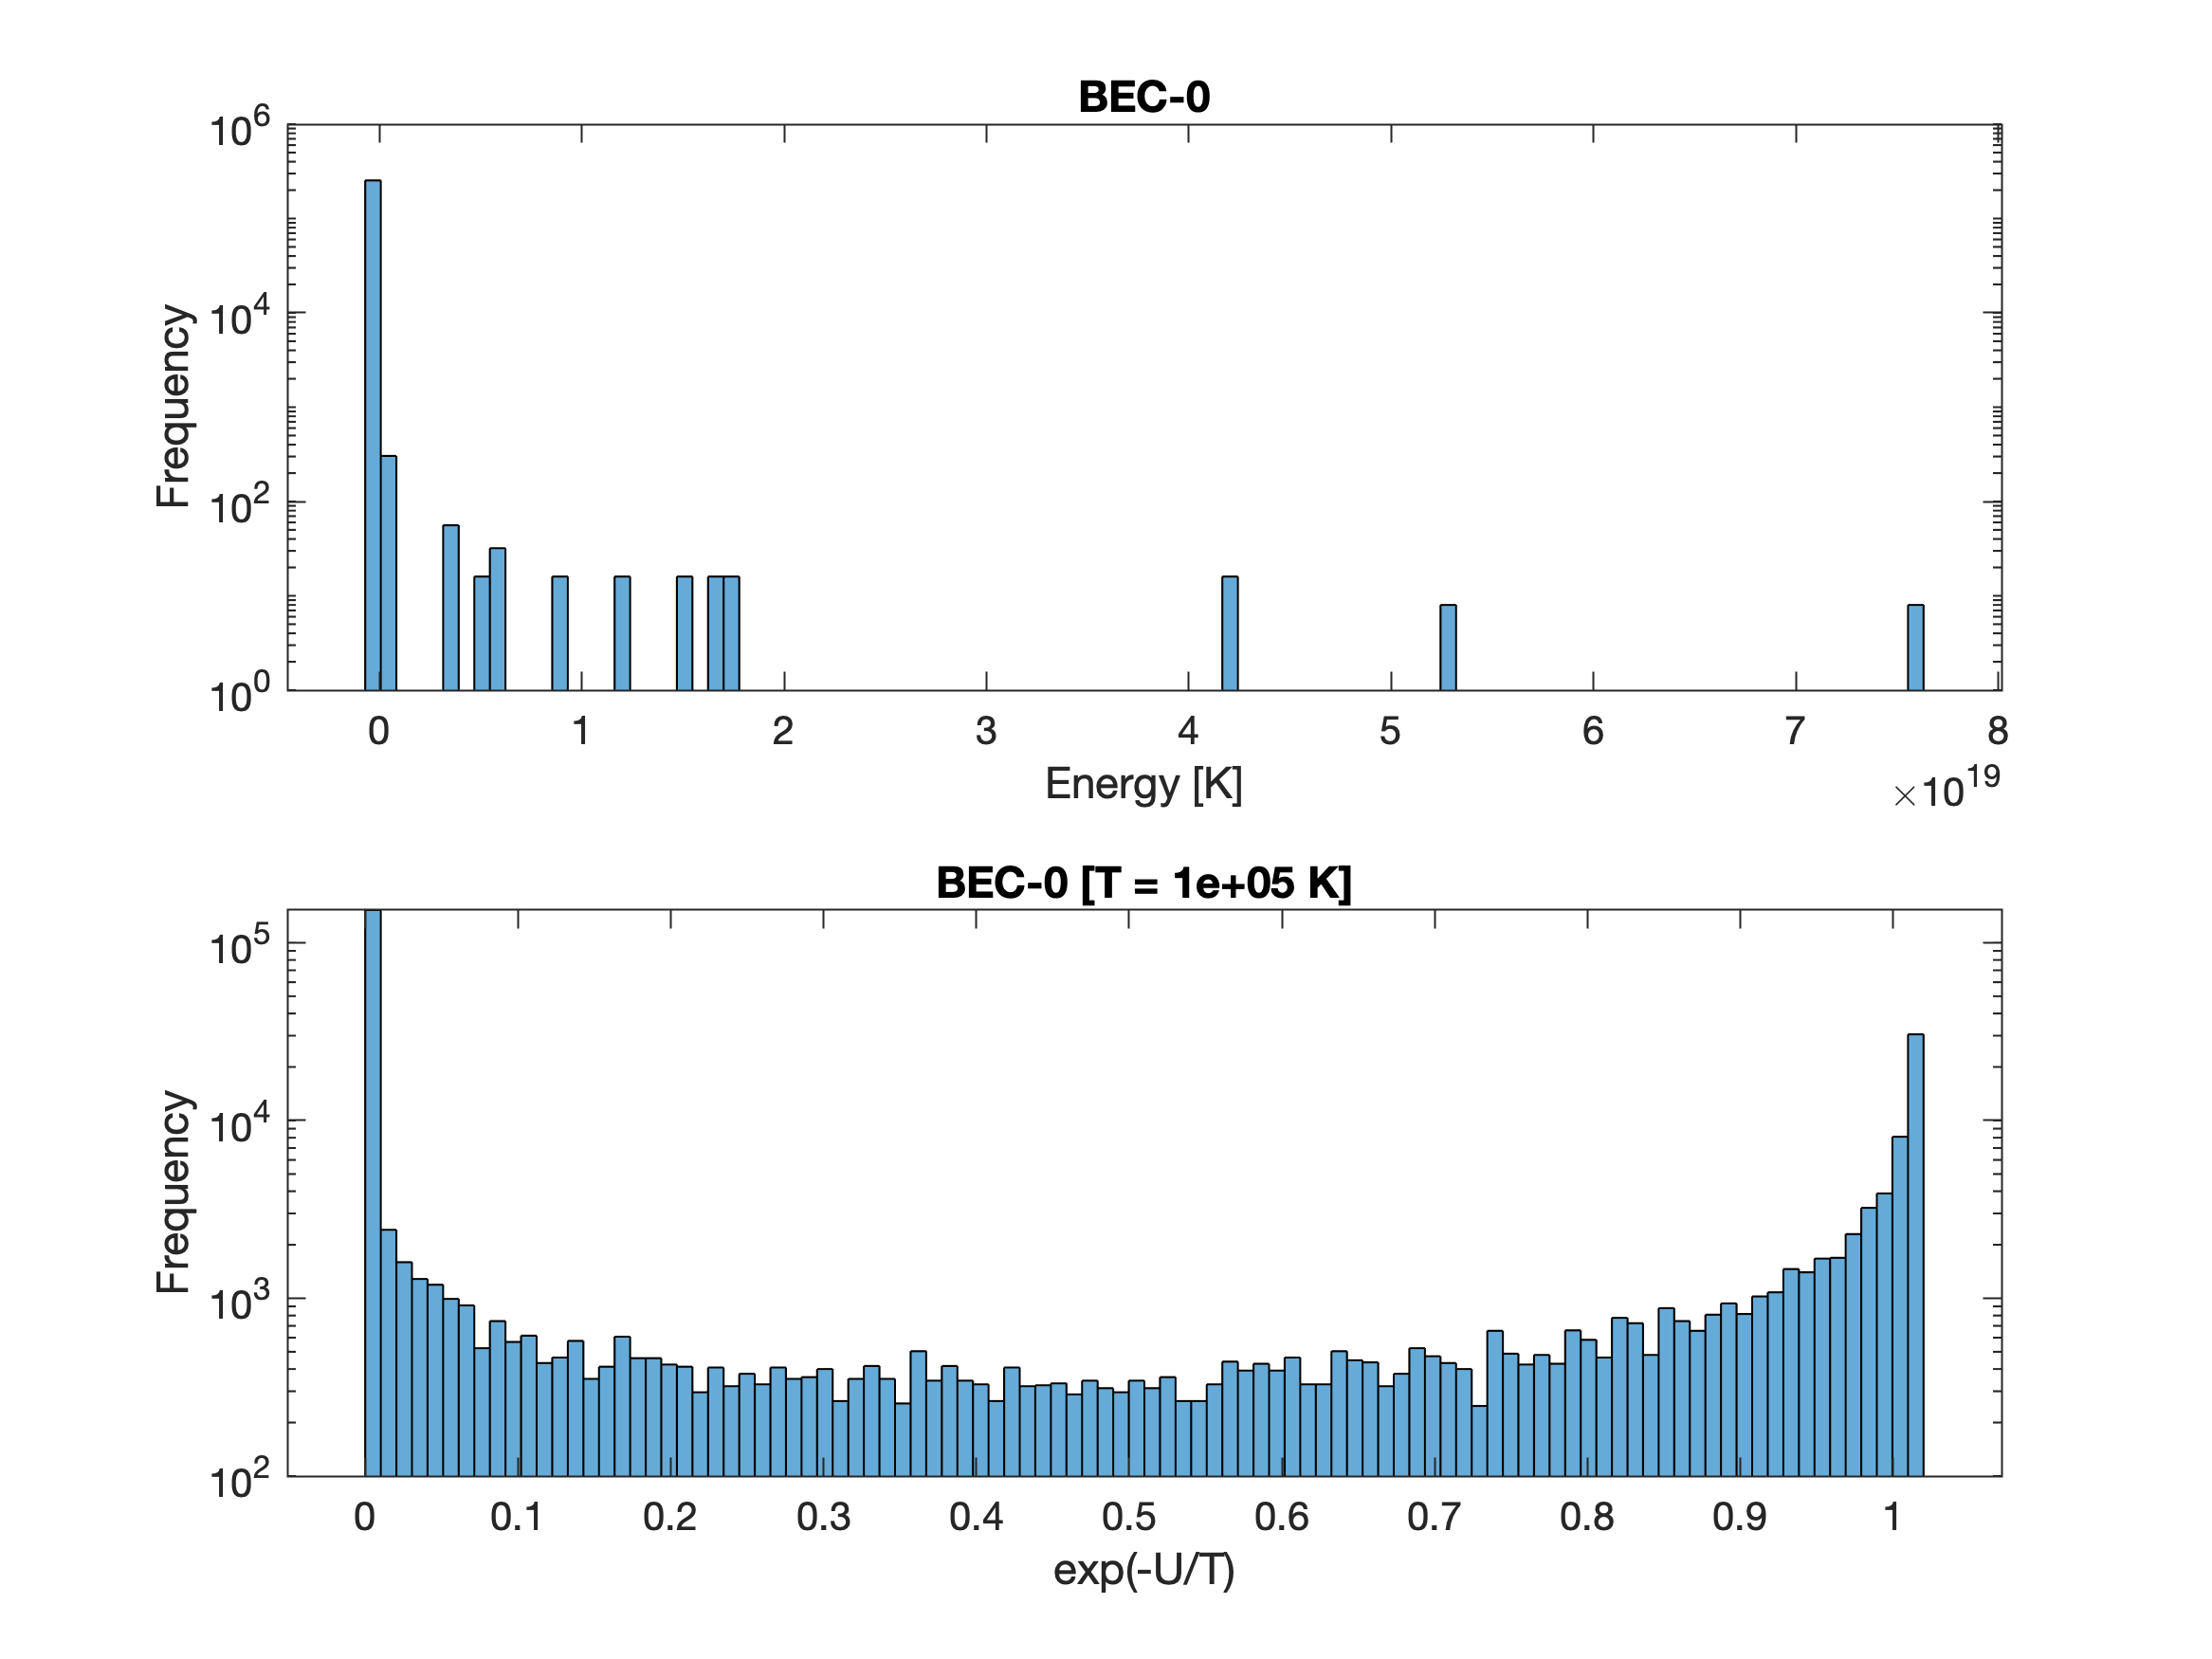 BEC-0
Frequency
10^6
10^4
10^2
10^0
0 1 2 3 4 5 6 7 8
Energy [K]
×10^19
BEC-0 [T = 1e+05 K]
Frequency
10^5
10^4
10^3
10^2
0 0.1 0.2 0.3 0.4 0.5 0.6 0.7 0.8 0.9 1
exp(-U/T)